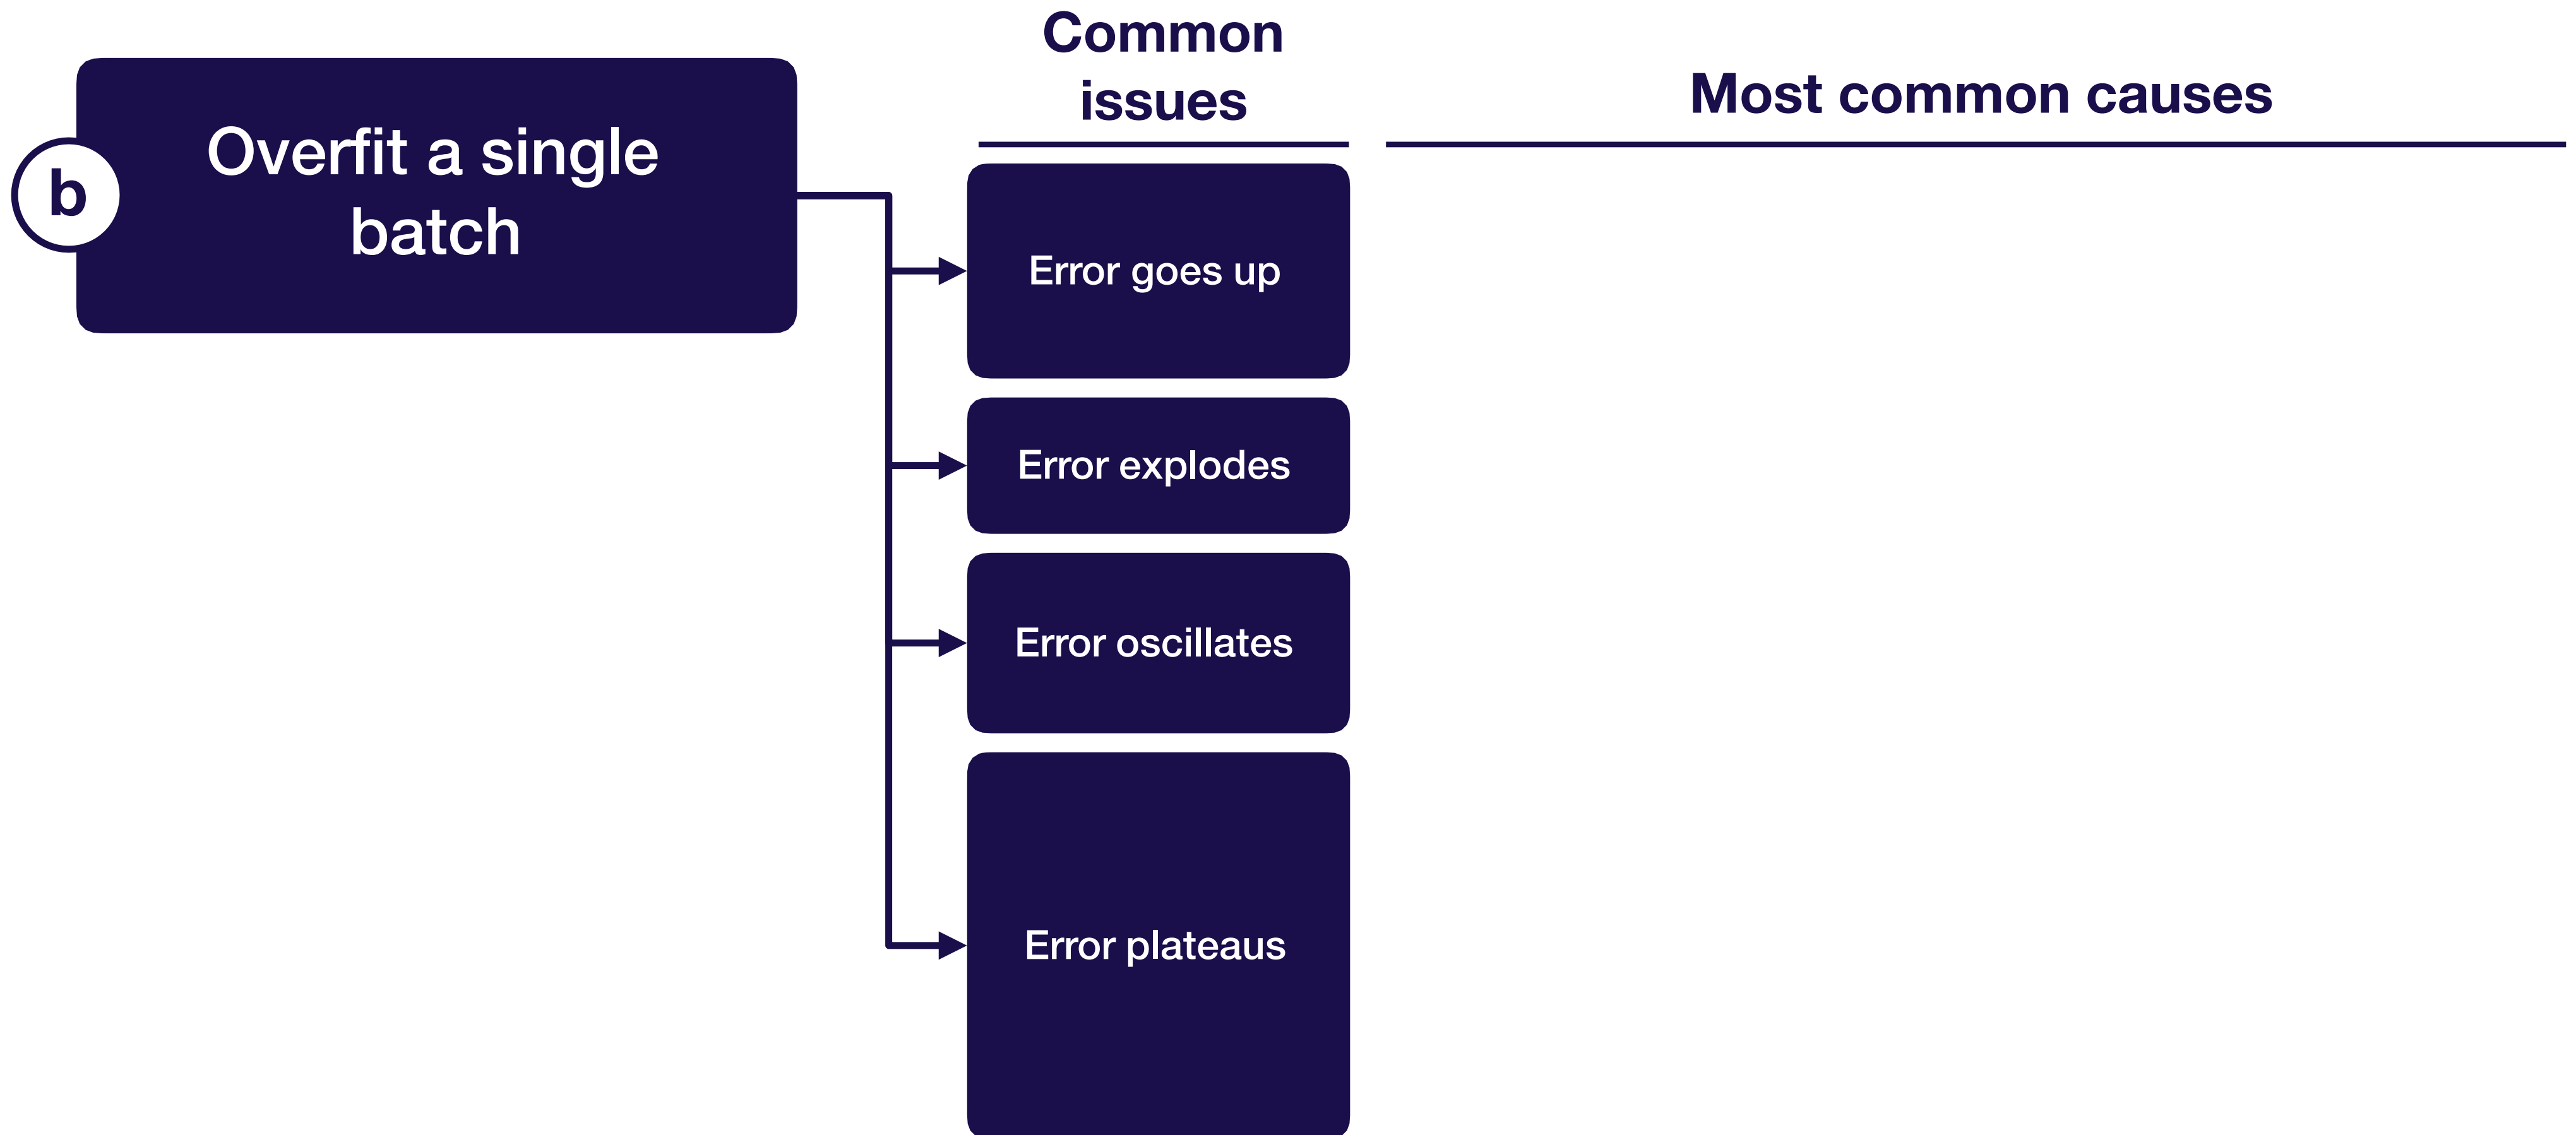 Common
issues
Most common causes
b
Overfit a single
batch
Error goes up
Error explodes
Error oscillates
Error plateaus